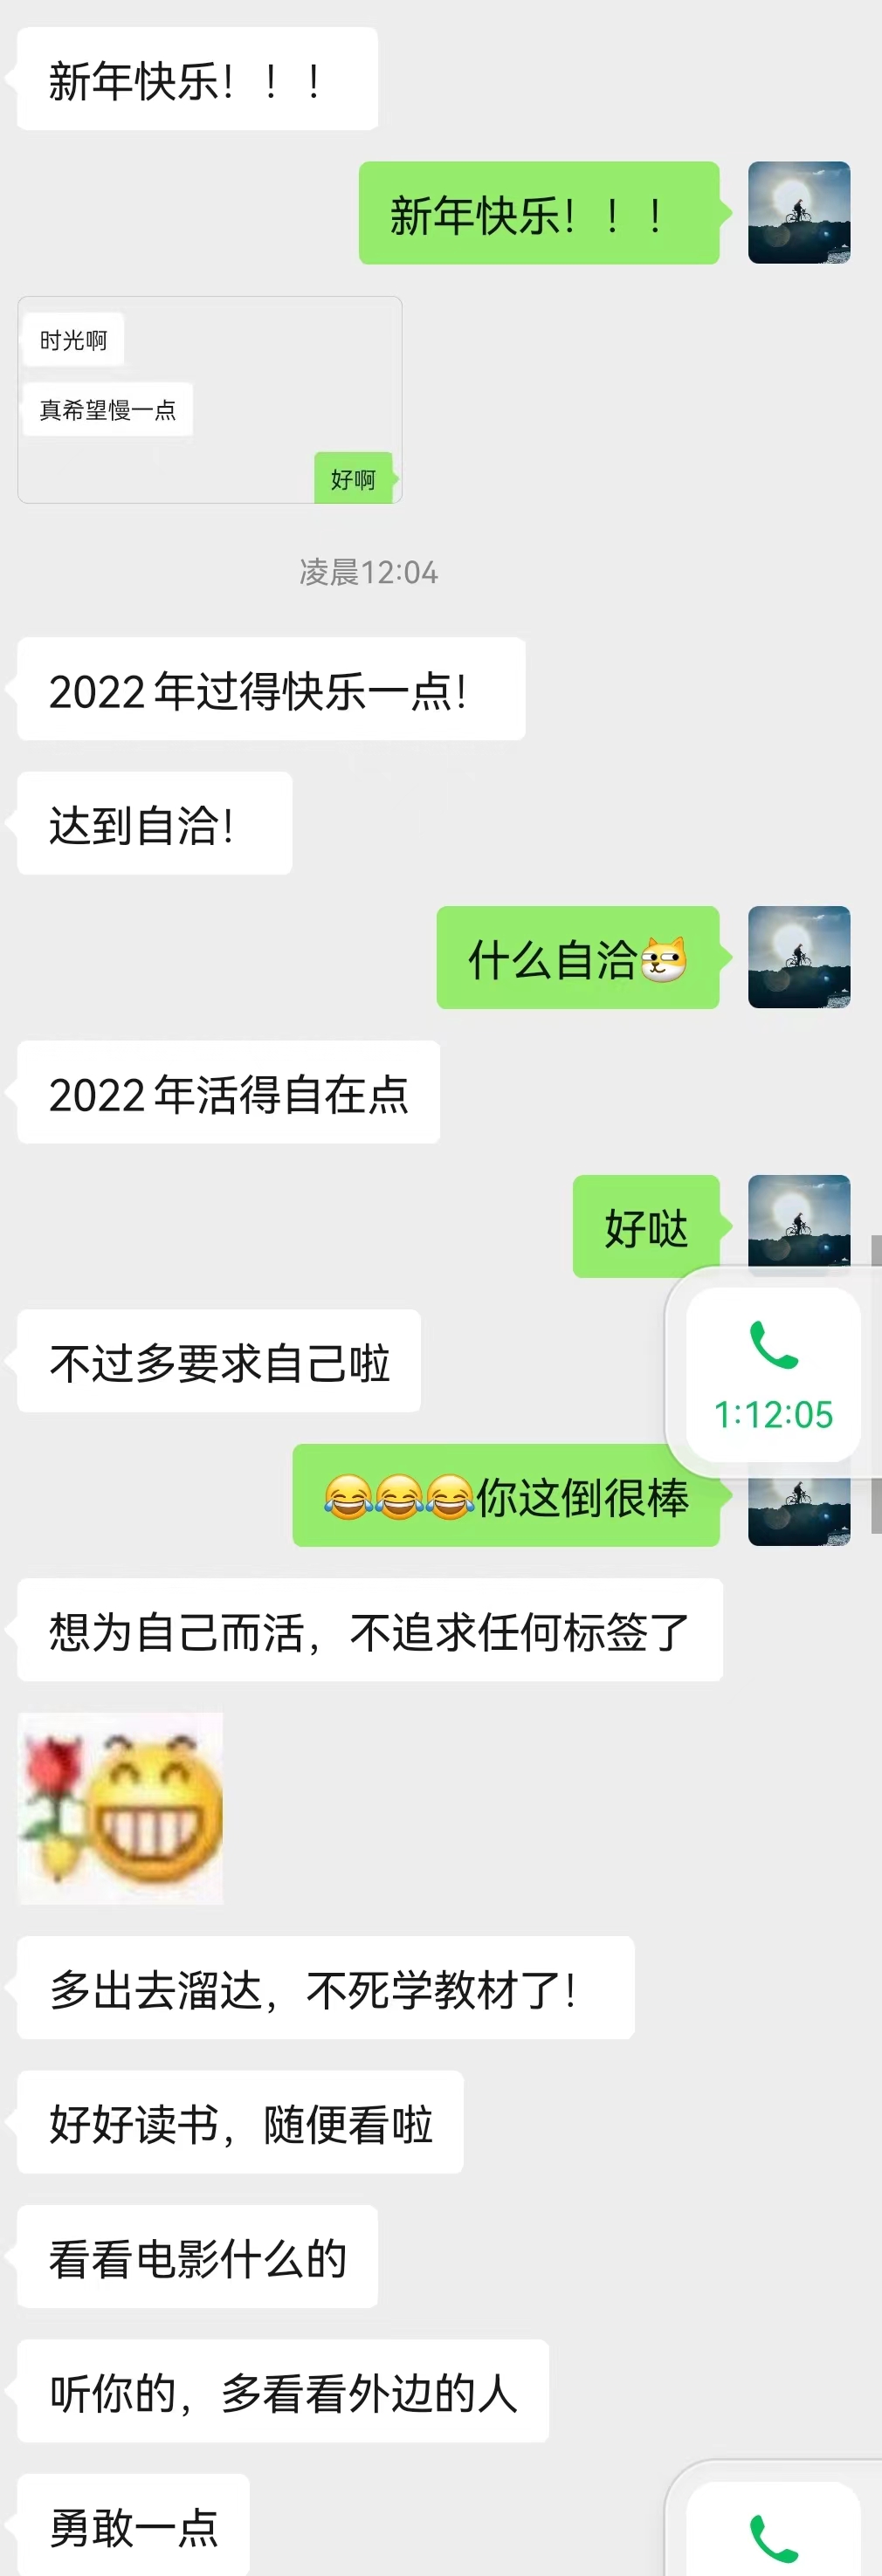 新年快乐！！！
新年快乐！！！
时光啊
真希望慢一点
好啊
凌晨12:04
2022年过得快乐一点！
达到自洽！
什么自洽
2022年活得自在点
好哒
不过多要求自己啦
1:12:05
😂😂😂你这倒很棒
想为自己而活，不追求任何标签了
多出去溜达，不死学教材了！
好好读书，随便看啦
看看电影什么的
听你的，多看看外边的人
勇敢一点